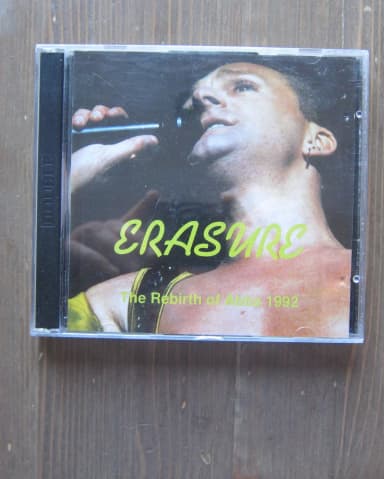 ERASURE
The Rebirth of Abba 1992